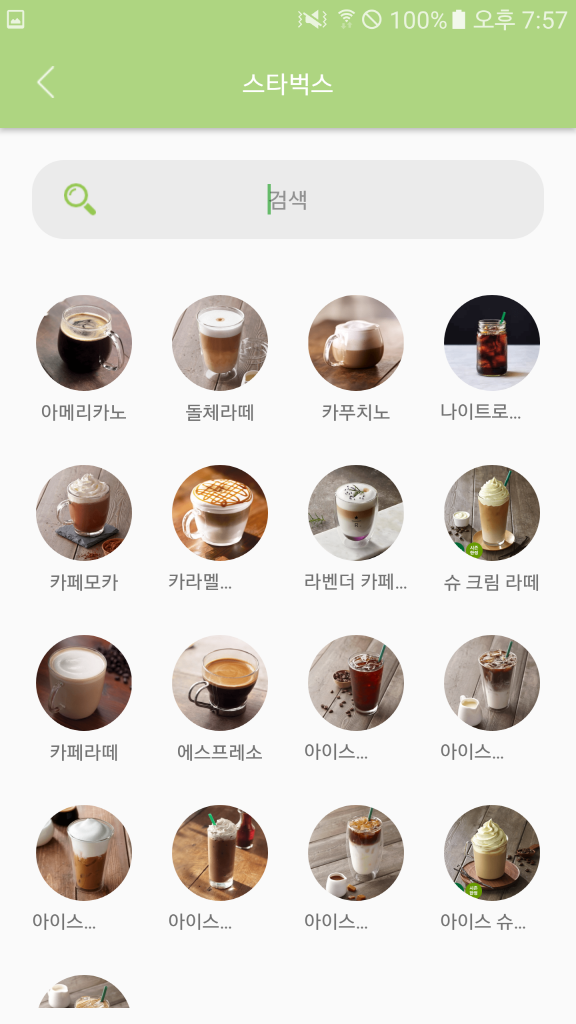 100% 오후 7:57
스타벅스
검색
아메리카노 돌체라떼 카푸치노 나이트로...
카페모카 카라멜... 라벤더 카페... 슈 크림 라떼
카페라떼 에스프레소 아이스... 아이스...
아이스... 아이스... 아이스... 아이스 슈...